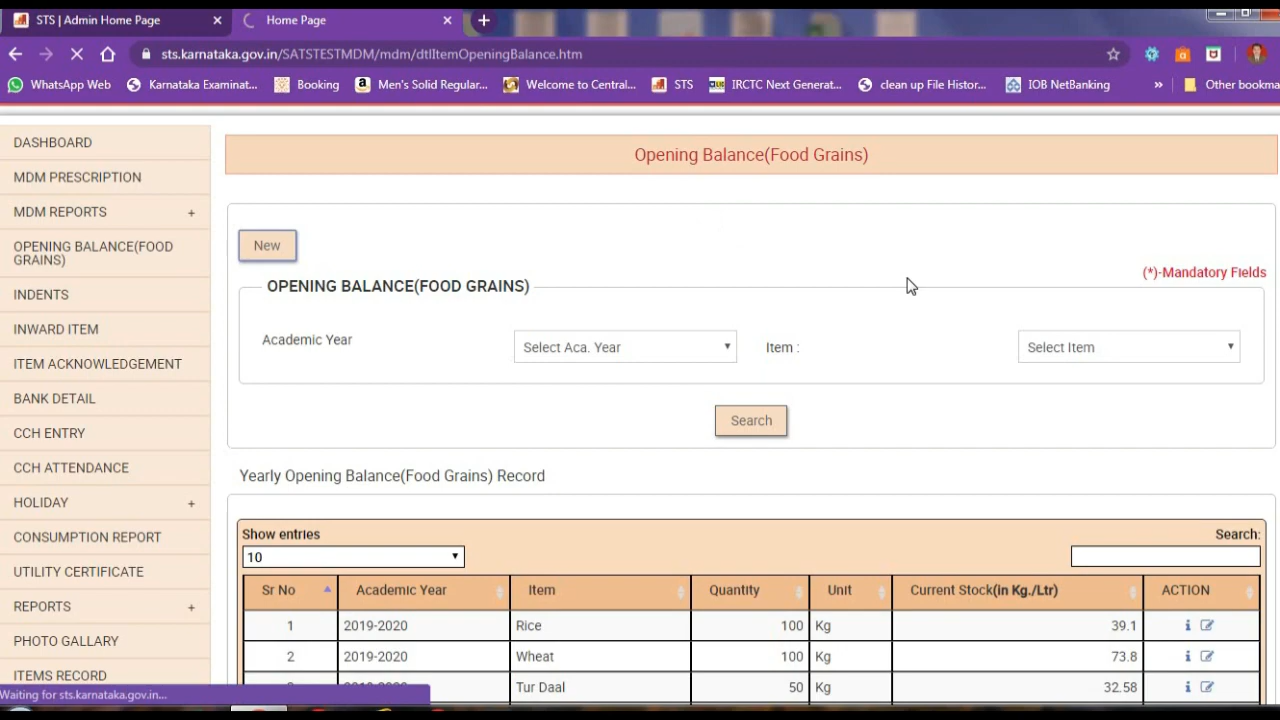 STS | Admin Home Page
Home Page
sts.karnataka.gov.in/SATSTESTMDM/mdm/dtlItemOpeningBalance.htm
WhatsApp Web
Karnataka Examinat...
Booking
Men's Solid Regular...
Welcome to Central...
STS
IRCTC Next Generat...
clean up File Histor...
IOB NetBanking
»
Other bookma
DASHBOARD
MDM PRESCRIPTION
MDM REPORTS +
OPENING BALANCE(FOOD
GRAINS)
INDENTS
INWARD ITEM
ITEM ACKNOWLEDGEMENT
BANK DETAIL
CCH ENTRY
CCH ATTENDANCE
HOLIDAY +
CONSUMPTION REPORT
UTILITY CERTIFICATE
REPORTS +
PHOTO GALLARY
ITEMS RECORD
Waiting for sts.karnataka.gov.in...
Opening Balance(Food Grains)
New
(*)-Mandatory Fields
OPENING BALANCE(FOOD GRAINS)
Academic Year Select Aca. Year Item : Select Item
Search
Yearly Opening Balance(Food Grains) Record
Show entries Search:
10
Sr No Academic Year Item Quantity Unit Current Stock(in Kg./Ltr) ACTION
1 2019-2020 Rice 100 Kg 39.1
2 2019-2020 Wheat 100 Kg 73.8
Tur Daal 50 Kg 32.58